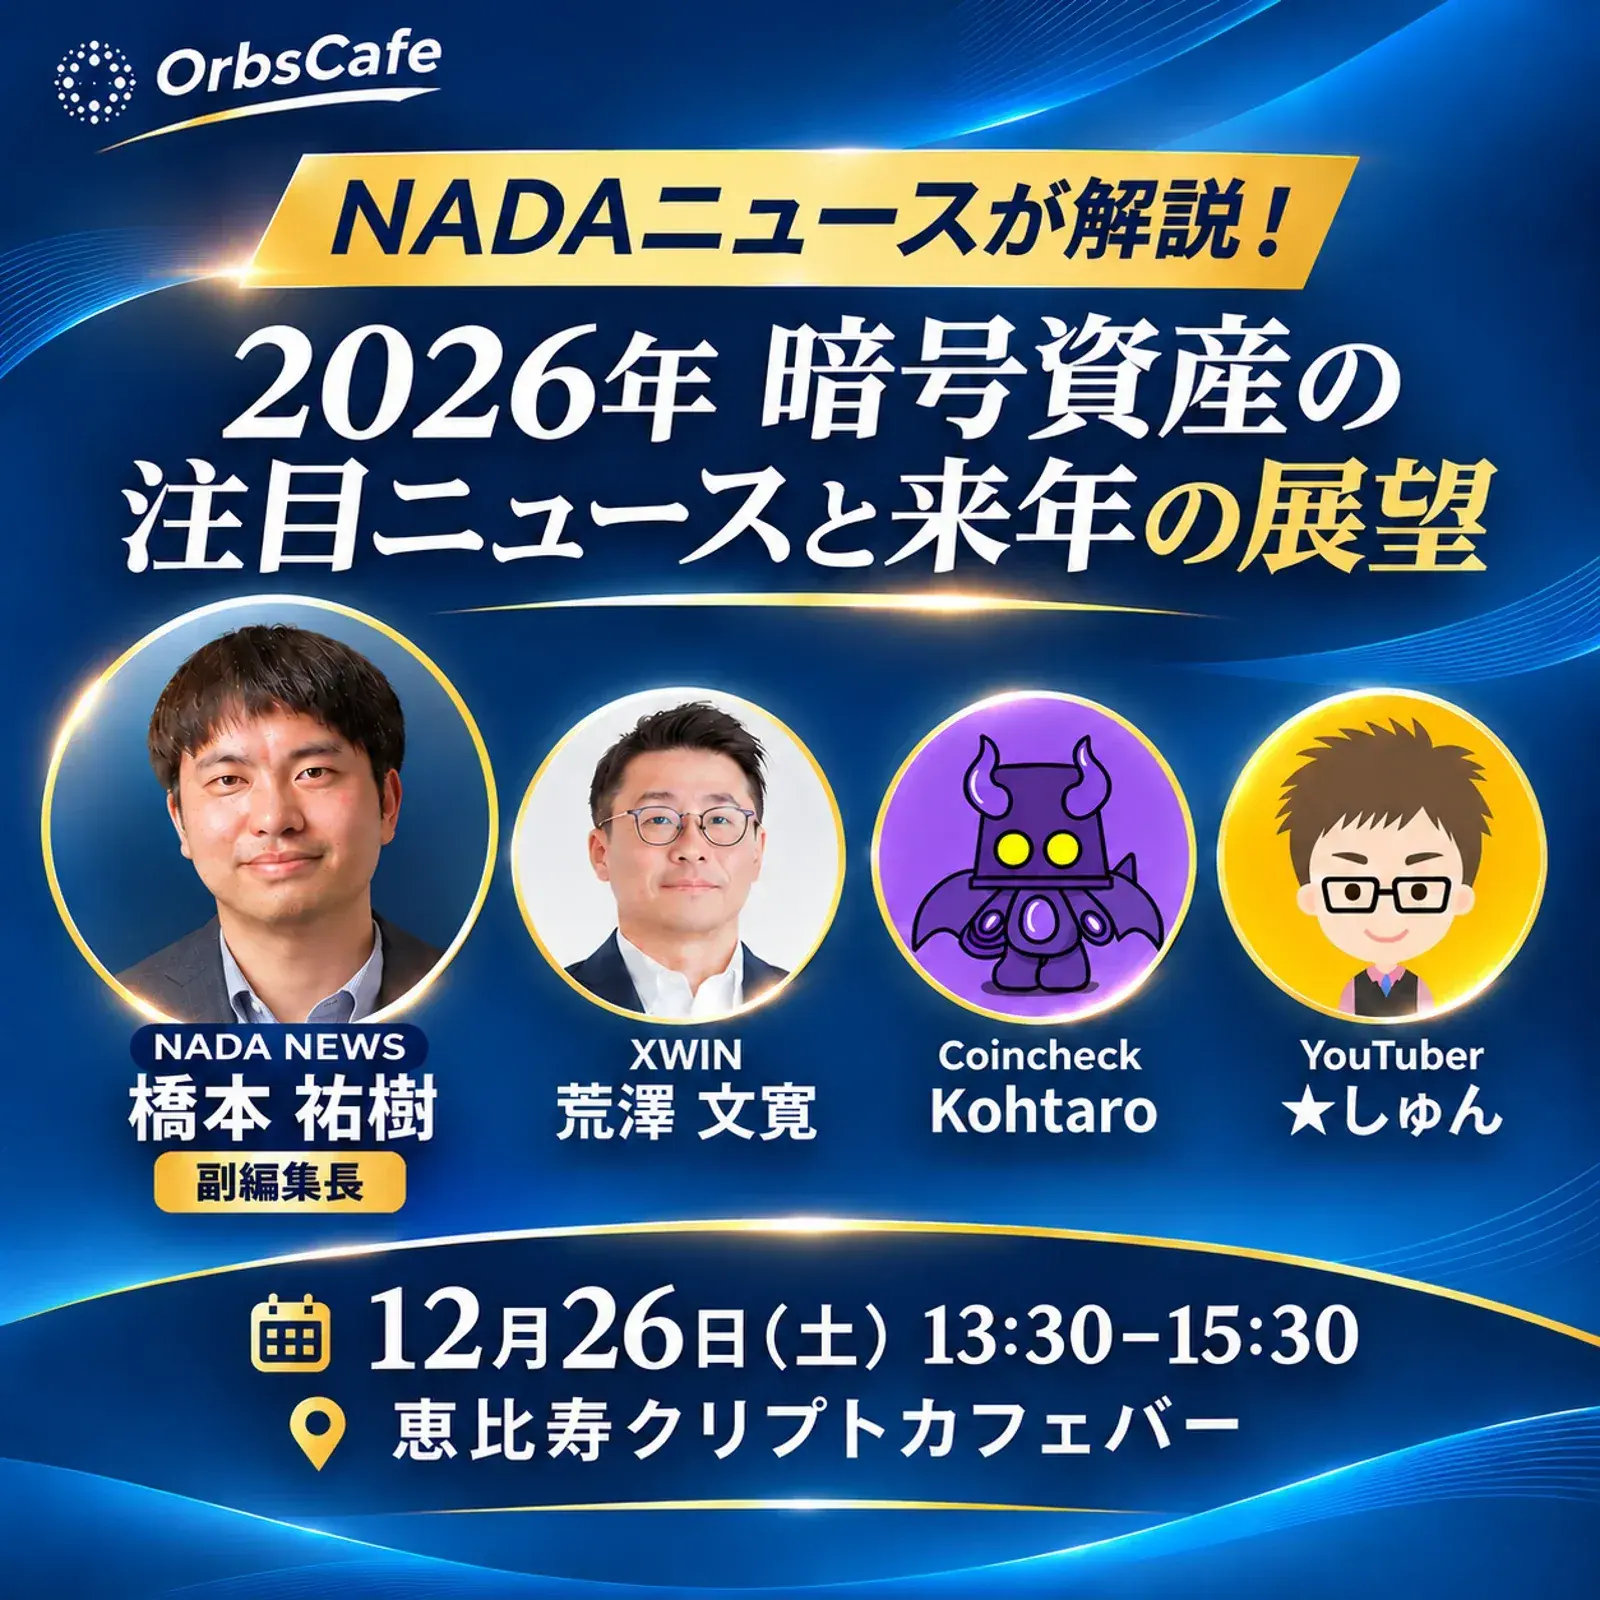 OrbsCafe
NADAニュースが解説！
2026年 暗号資産の
注目ニュースと来年の展望
NADA NEWS
橋本 祐樹
副編集長
XWIN
荒澤 文寛
Coincheck
Kohtaro
YouTuber
★しゅん
12月26日（土） 13:30–15:30
恵比寿クリプトカフェバー